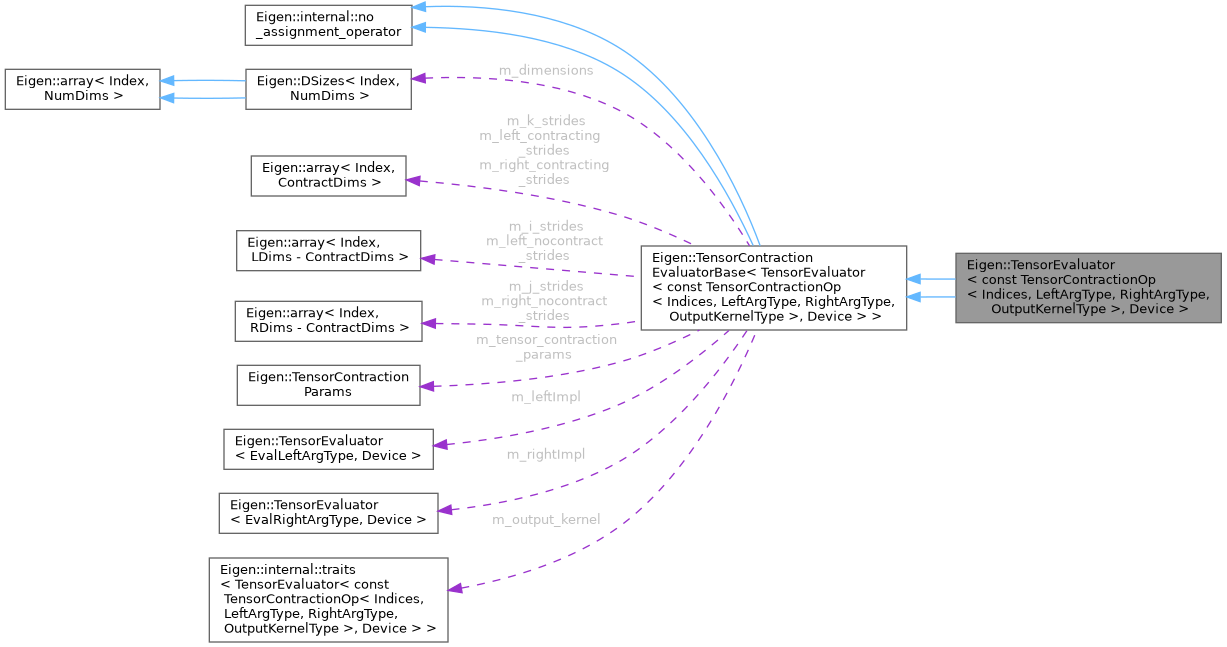 Eigen::internal::no
_assignment_operator
Eigen::array< Index,
NumDims >
Eigen::DSizes< Index,
NumDims >
m_dimensions
Eigen::array< Index,
ContractDims >
m_k_strides
m_left_contracting
_strides
m_right_contracting
_strides
Eigen::array< Index,
LDims - ContractDims >
m_i_strides
m_left_nocontract
_strides
Eigen::array< Index,
RDims - ContractDims >
m_j_strides
m_right_nocontract
_strides
Eigen::TensorContraction
Params
m_tensor_contraction
_params
Eigen::TensorEvaluator
< EvalLeftArgType, Device >
m_leftImpl
Eigen::TensorEvaluator
< EvalRightArgType, Device >
m_rightImpl
Eigen::internal::traits
< TensorEvaluator< const
TensorContractionOp< Indices,
LeftArgType, RightArgType,
OutputKernelType >, Device > >
m_output_kernel
Eigen::TensorContraction
EvaluatorBase< TensorEvaluator
< const TensorContractionOp
< Indices, LeftArgType, RightArgType,
OutputKernelType >, Device > >
Eigen::TensorEvaluator
< const TensorContractionOp
< Indices, LeftArgType, RightArgType,
OutputKernelType >, Device >